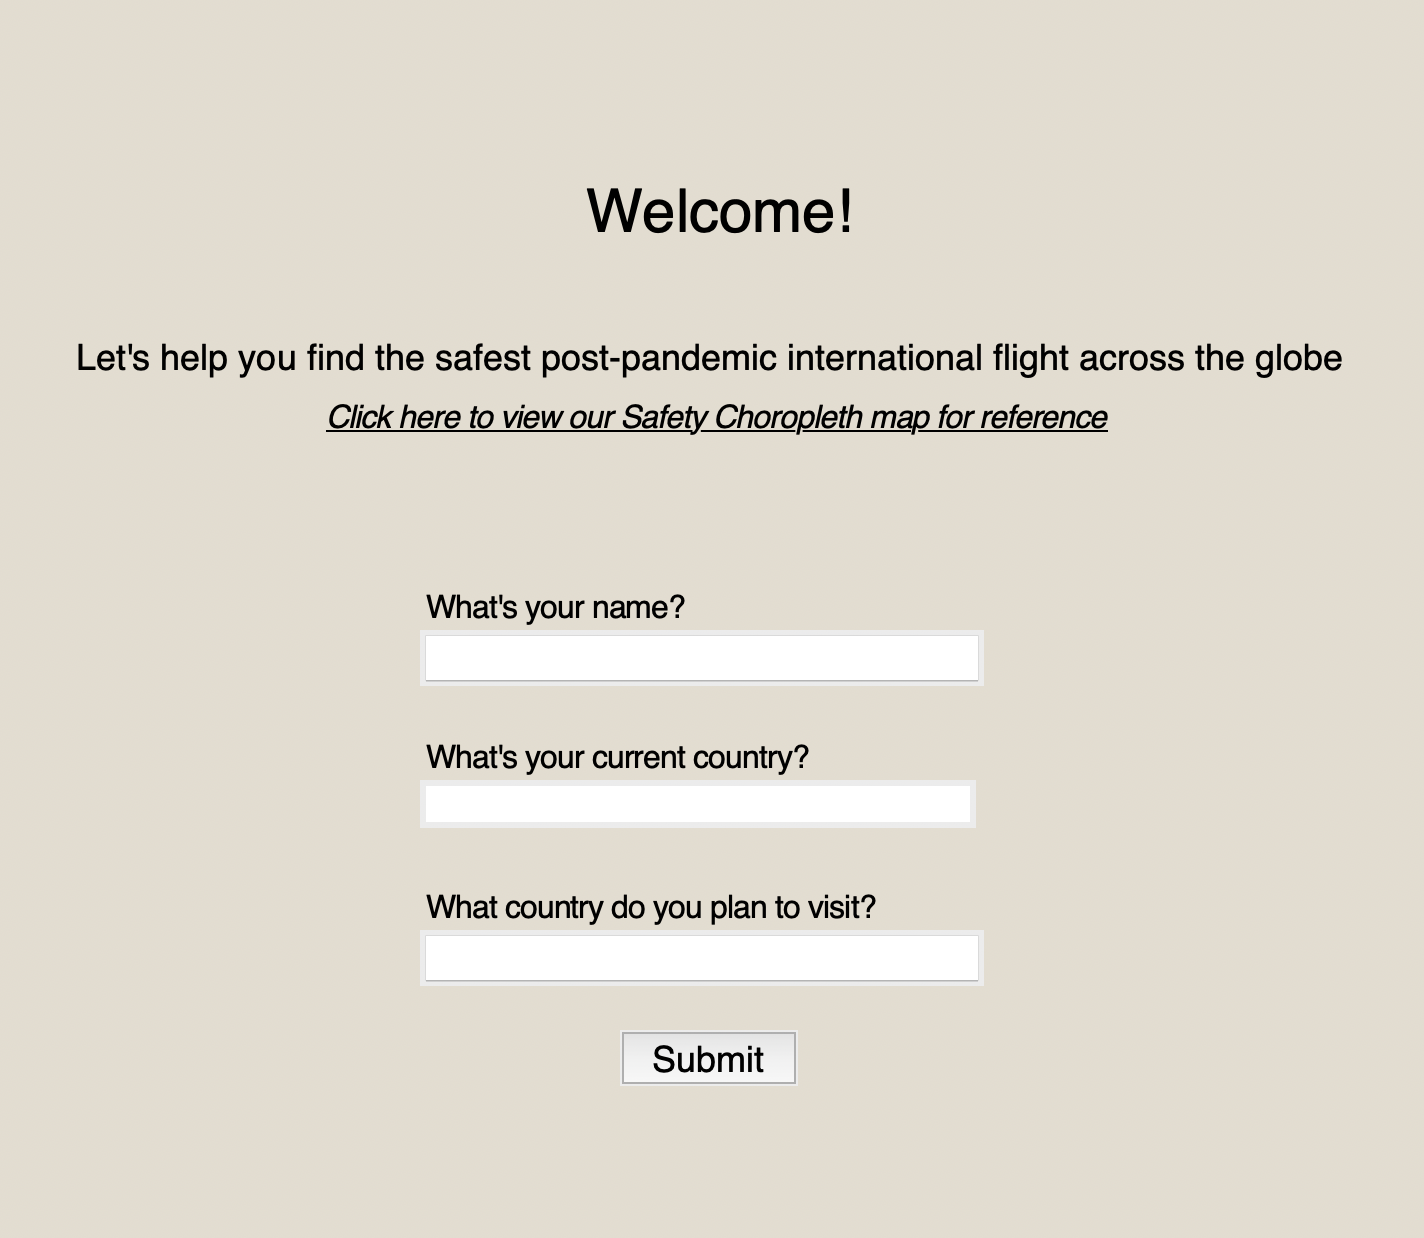 Welcome!
Let's help you find the safest post-pandemic international flight across the globe
Click here to view our Safety Choropleth map for reference
What's your name?
What's your current country?
What country do you plan to visit?
Submit